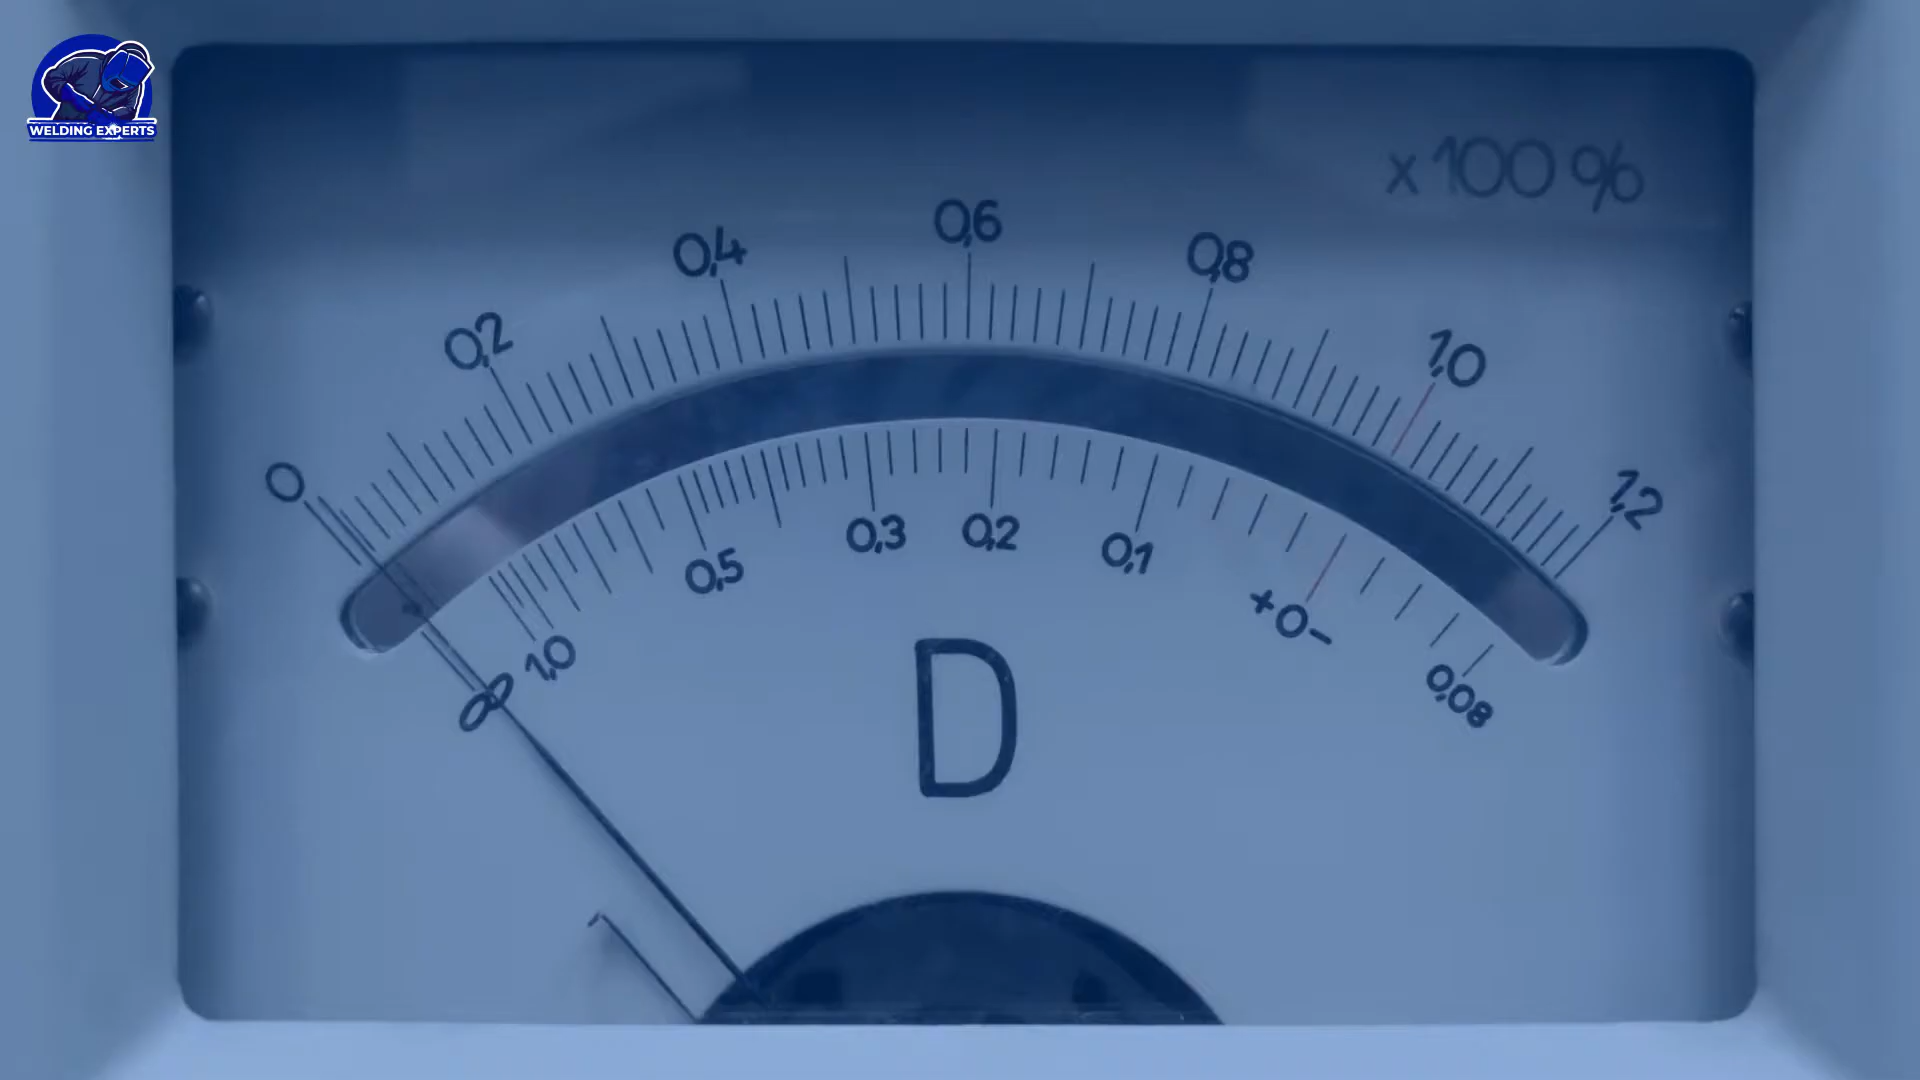 WELDING EXPERTS
x100%
0 0,2 0,4 0,6 0,8 1,0 1,2
∞ 1,0 0,5 0,3 0,2 0,1 +0- 0,08
D